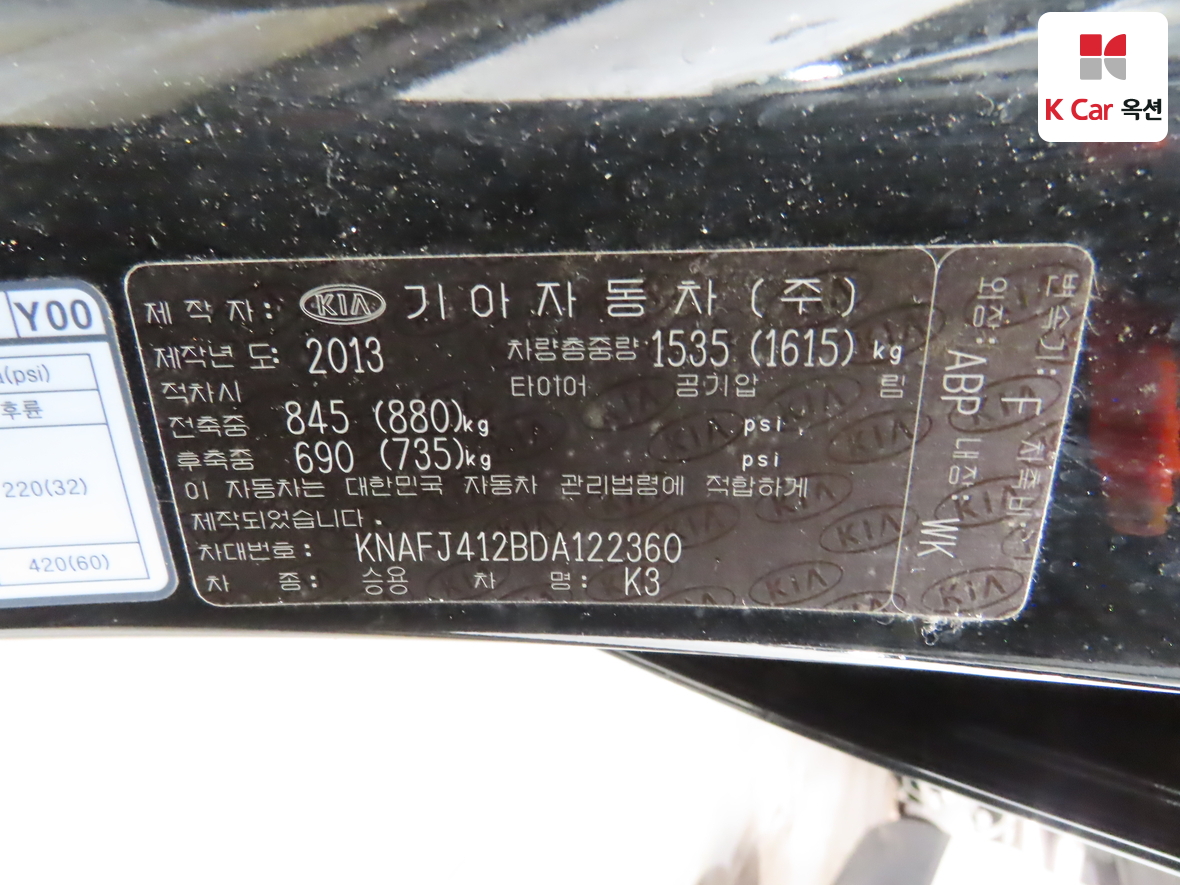 K Car 옥션
Y00
(psi)
후륜
220(32)
420(60)
제 작 자 : KIA 기 아 자 동 차 ( 주 )
제작년 도: 2013 차량총중량 1535 (1615) kg
적차시 타이어 공기압 림
전축중 845 (880)kg psi
후축중 690 (735)kg psi
이 자동차는 대한민국 자동차 관리법령에 적합하게
제작되었습니다.
차대번호 : KNAFJ412BDA122360
차 종 : 승용 차 명 : K3
변속기: F 저축비:
외장: ABP 내장: WK